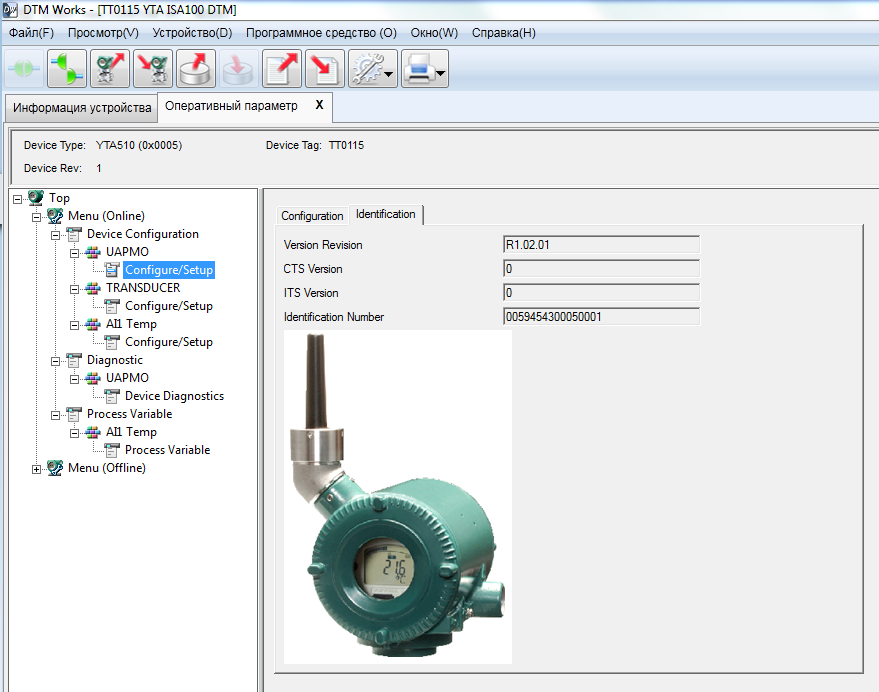 DTM Works - [TT0115 YTA ISA100 DTM]
Файл(F) Просмотр(V) Устройство(D) Программное средство (O) Окно(W) Справка(H)
Информация устройства Оперативный параметр X
Device Type: YTA510 (0x0005) Device Tag: TT0115
Device Rev: 1
Top
Menu (Online)
Device Configuration
UAPMO
Configure/Setup
TRANSDUCER
Configure/Setup
AI1 Temp
Configure/Setup
Diagnostic
UAPMO
Device Diagnostics
Process Variable
AI1 Temp
Process Variable
Menu (Offline)
Configuration Identification
Version Revision R1.02.01
CTS Version 0
ITS Version 0
Identification Number 0059454300050001
21.6
°C